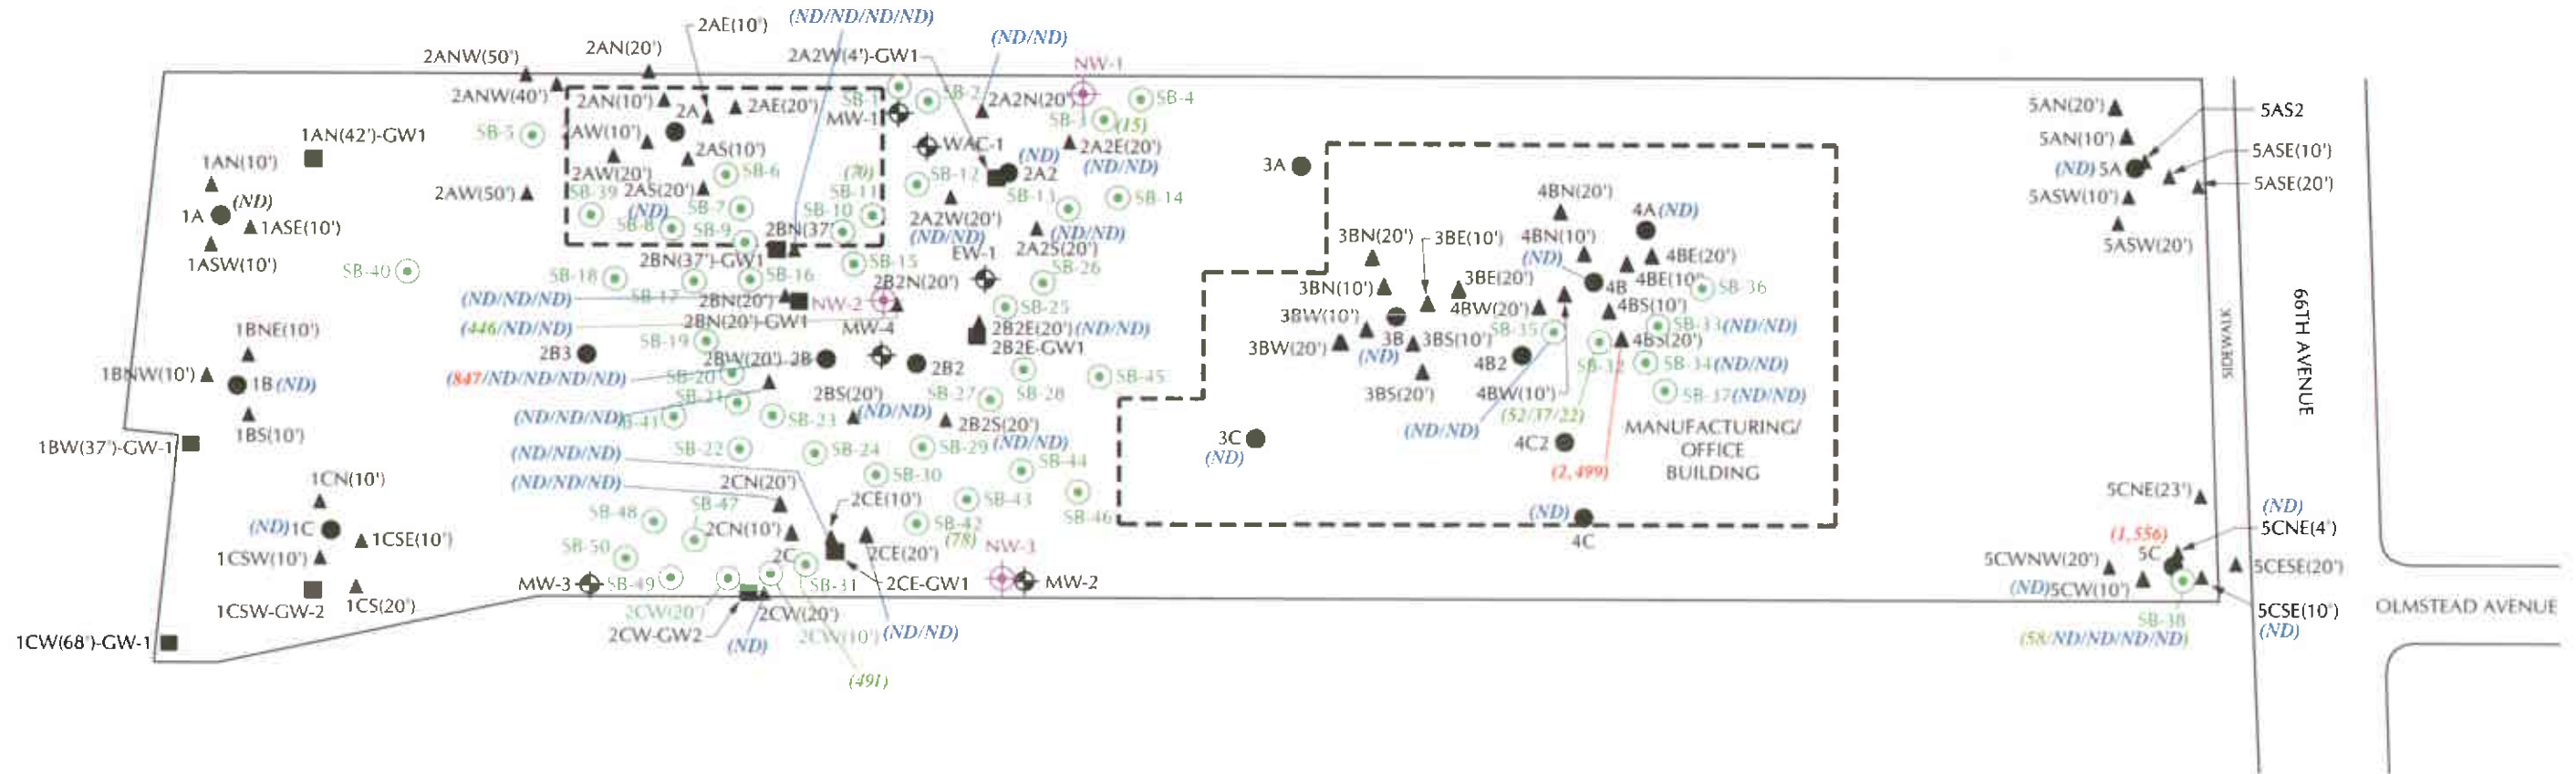 2AE(10')
(ND/ND/ND/ND)
2AN(20')
2A2W(4')-GW1
(ND/ND)
2ANW(50')
NW-1
2ANW(40')
2AN(10')
2A
2AE(20')
SB-1
SB-2
2A2N(20')
SB-4
MW-1
SB-3
(15)
5AN(20')
5AS2
1AN(42')-GW1
SB-5
2AW(10')
WAC-1
2A2E(20')
(ND/ND)
5AN(10')
5ASE(10')
1AN(10')
2AS(10')
(ND)
2A2
3A
(ND) 5A
5ASE(20')
2AW(20')
SB-6
(70)
SB-12
2AW(50')
SB-39
2AS(20')
(ND)
SB-11
SB-13
SB-14
4BN(20')
5ASW(10')
1A
(ND)
SB-7
SB-10
2A2W(20')
(ND/ND)
4A(ND)
1ASE(10')
SB-8
SB-9
2BN(37'
(ND/ND)
2A2S(20')
3BN(20')
3BE(10')
4BN(10')
(ND)
5ASW(20')
1ASW(10')
SB-40
2BN(37')-GW1
SB-15
EW-1
4BE(20')
SB-18
SB-16
SB-26
3BE(20')
4BE(10')
2B2N(20')
3BN(10')
4B
SB-36
(ND/ND/ND)
SB-17
2BN(20')
NW-2
SB-25
3BW(10')
4BW(20')
4BS(10')
2BN(20')-GW1
(446/ND/ND)
MW-4
2B2E(20')(ND/ND)
SB-35
SB-33(ND/ND)
1BNE(10')
SB-19
2B2E-GW1
3BW(20')
3B
(ND)
3BS(10')
4BS(20')
2B3
2BW(20')
2B
2B2
4B2
SB-32
SB-34(ND/ND)
1BNW(10')
1B(ND)
(847/ND/ND/ND/ND)
SB-20
SB-45
3BS(20')
4BW(10')
SB-37(ND/ND)
2BS(20')
(ND/ND)
SB-27
SB-28
SB-21
(52/37/22)
(ND/ND/ND)
SB-41
SB-23
2B2S(20')
(ND/ND)
(ND/ND)
1BS(10')
1BW(37')-GW-1
3C
(ND)
4C2
MANUFACTURING/
OFFICE
BUILDING
SB-22
SB-24
SB-29
(ND/ND/ND)
SB-44
SB-30
(2,499)
(ND/ND/ND)
1CN(10')
2CN(20')
2CE(10')
SB-43
SB-46
5CNE(23')
SB-48
SB-47
2CN(10')
SB-42
(78)
(ND)
4C
(ND)
5CNE(4')
(ND)1C
1CSE(10')
SB-50
2C
2CE(20')
NW-3
(1,556)
5C
1CSW(10')
5CWNW(20')
5CESE(20')
MW-3
SB-49
SB-31
2CE-GW1
MW-2
(ND)5CW(10')
1CSW-GW-2
1CS(20')
2CW(20')
2CW(20')
5CSE(10')
(ND)
OLMSTEAD AVENUE
1CW(68')-GW-1
2CW-GW2
(ND)
2CW(10')
(ND/ND)
SB-38
(58/ND/ND/ND/ND)
(491)
SIDEWALK
66TH AVENUE